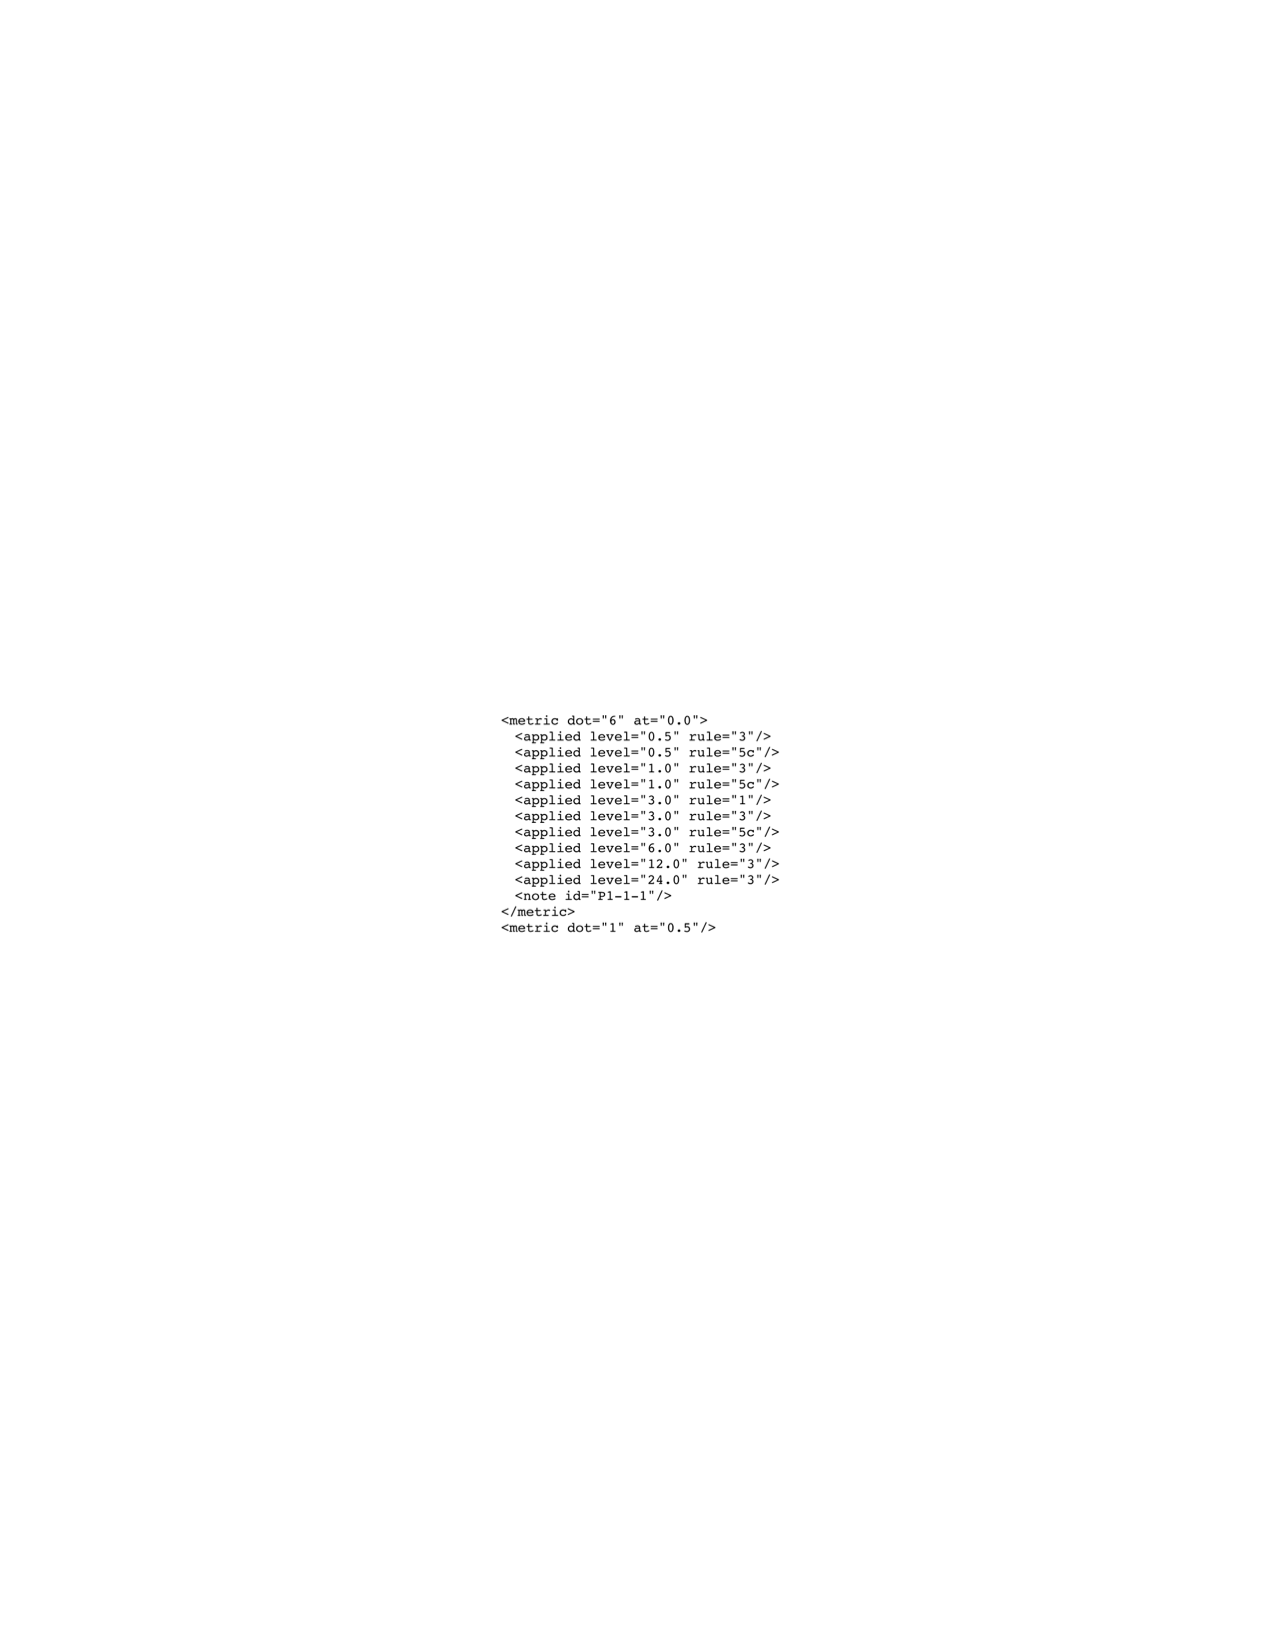 <metric dot="6" at="0.0">
<applied level="0.5" rule="3"/>
<applied level="0.5" rule="5c"/>
<applied level="1.0" rule="3"/>
<applied level="1.0" rule="5c"/>
<applied level="3.0" rule="1"/>
<applied level="3.0" rule="3"/>
<applied level="3.0" rule="5c"/>
<applied level="6.0" rule="3"/>
<applied level="12.0" rule="3"/>
<applied level="24.0" rule="3"/>
<note id="P1-1-1"/>
</metric>
<metric dot="1" at="0.5"/>